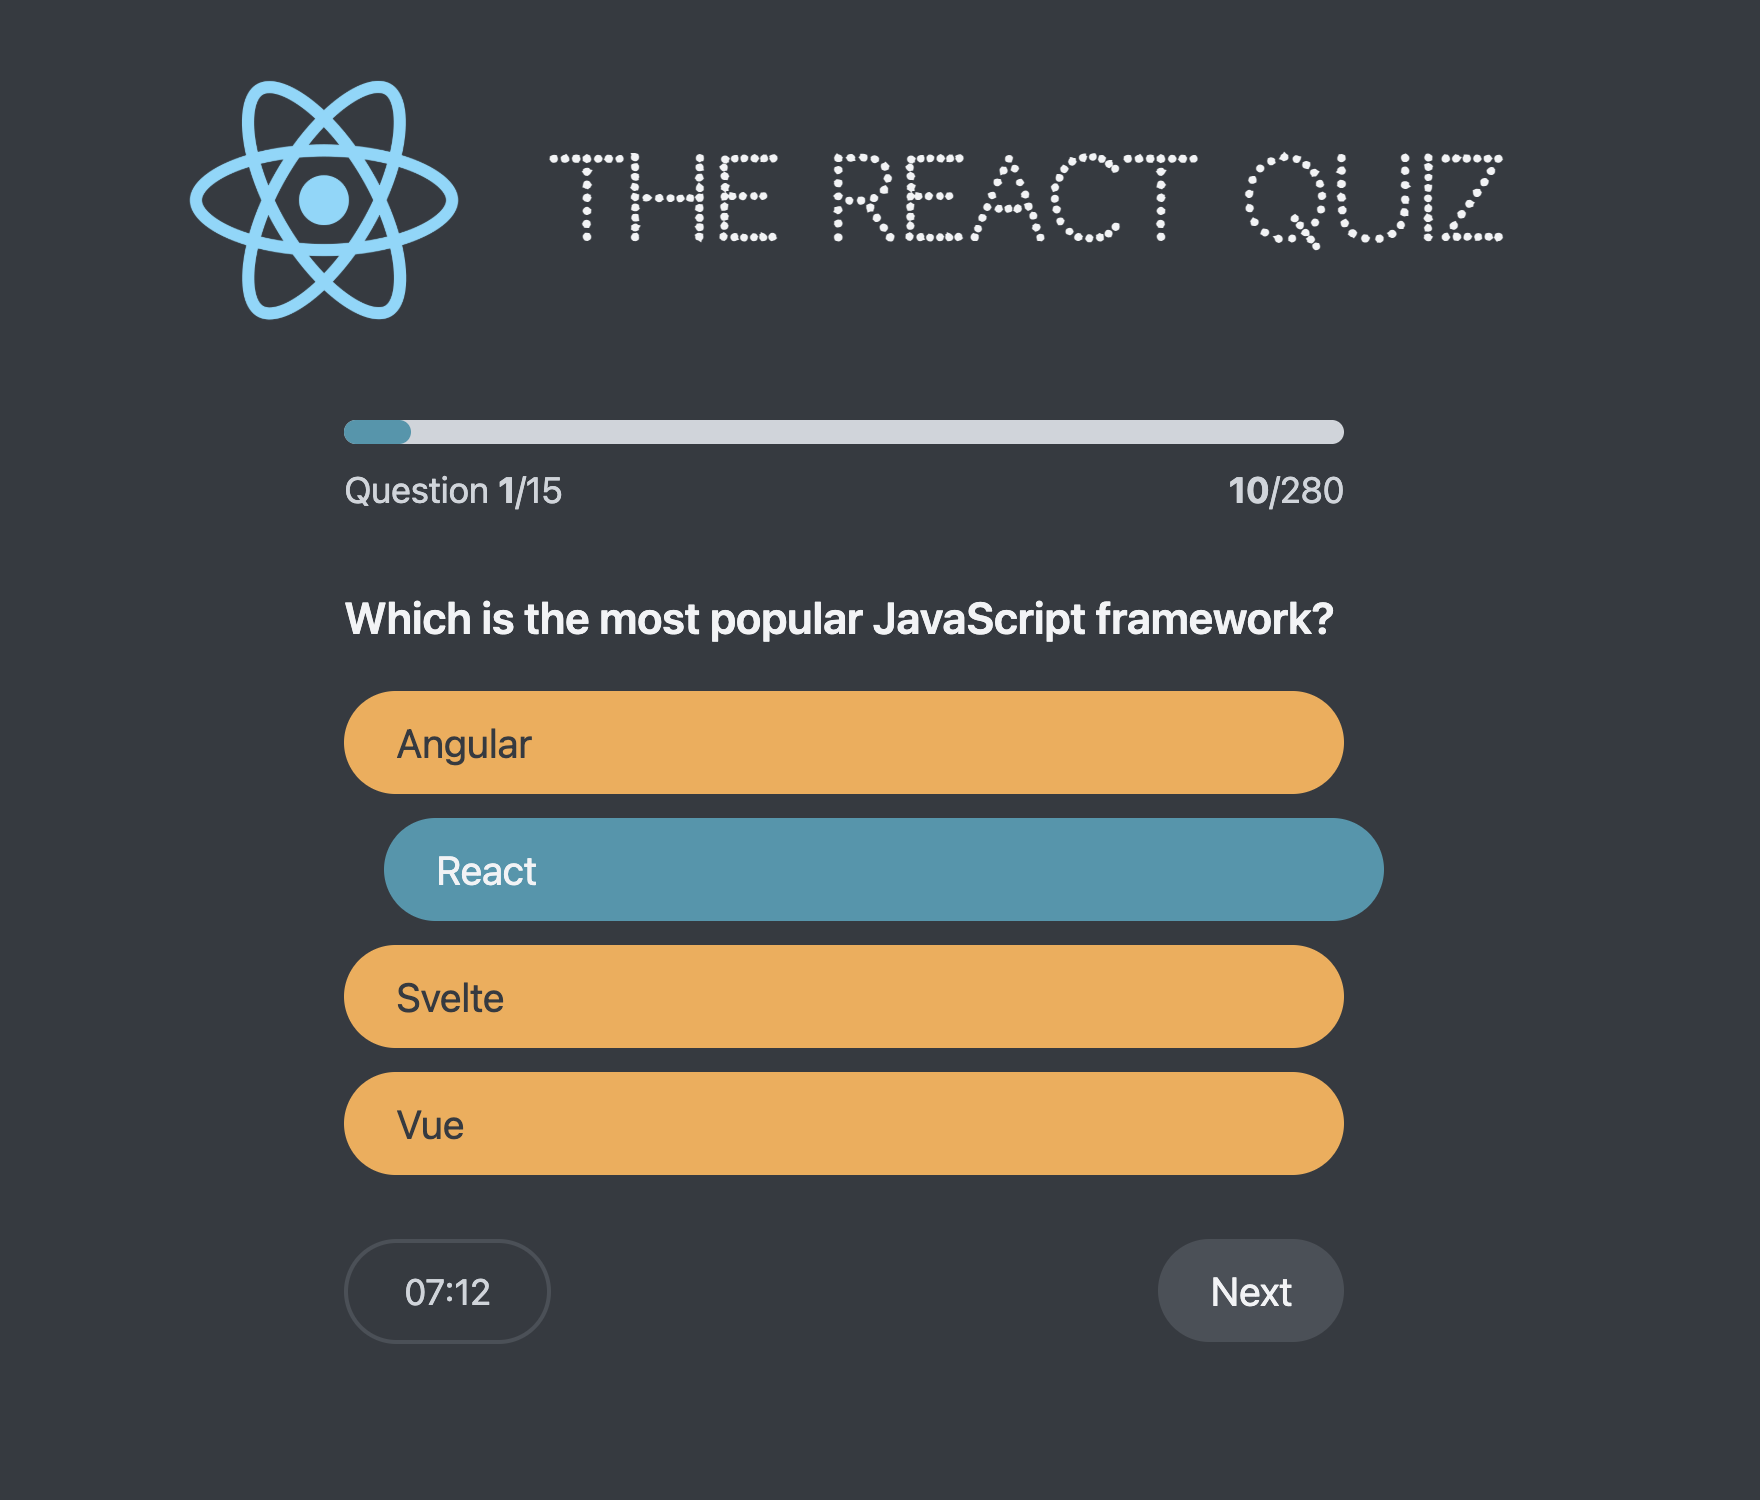 THE REACT QUIZ
Question 1/15
10/280
Which is the most popular JavaScript framework?
Angular
React
Svelte
Vue
07:12
Next